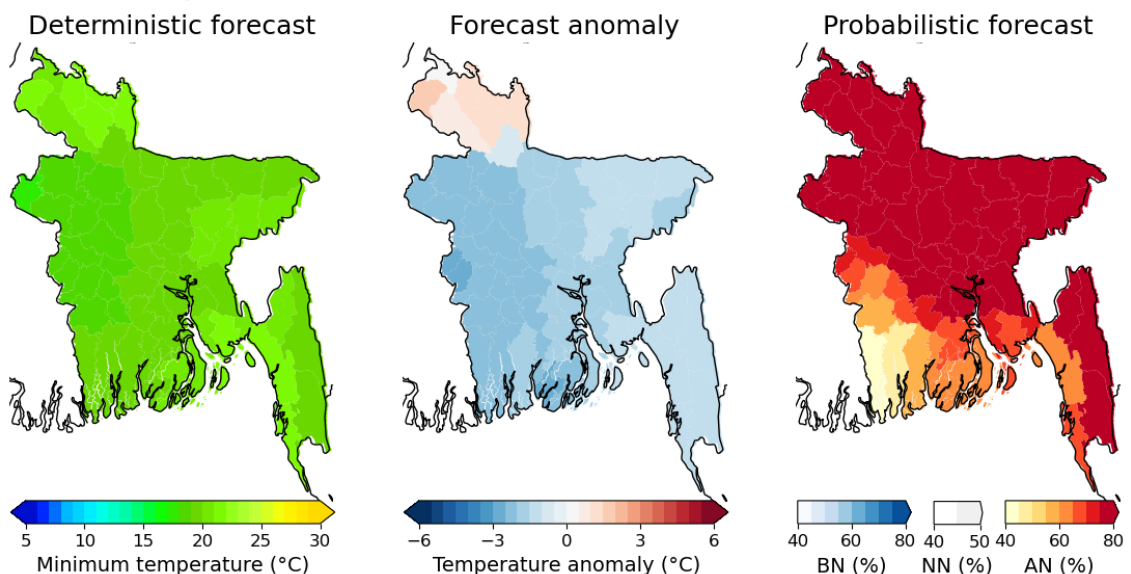 Deterministic forecast
Forecast anomaly
Probabilistic forecast
5 10 15 20 25 30
Minimum temperature (°C)
−6 −3 0 3 6
Temperature anomaly (°C)
40 60 80
BN (%)
40 50
NN (%)
40 60 80
AN (%)